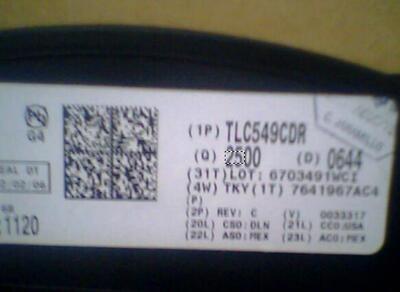 G4
(1P) TLC549CDR
(Q) 2500 (D) 0644
(31T)LOT: 6703491WCI
(4W) TKY(1T) 7641967AC4
(P)
(2P) REV: C (V) 0033317
(20L) CSO:DLN (21L) CCO:USA
(22L) ASO:MEX (23L) ACO:MEX
1120